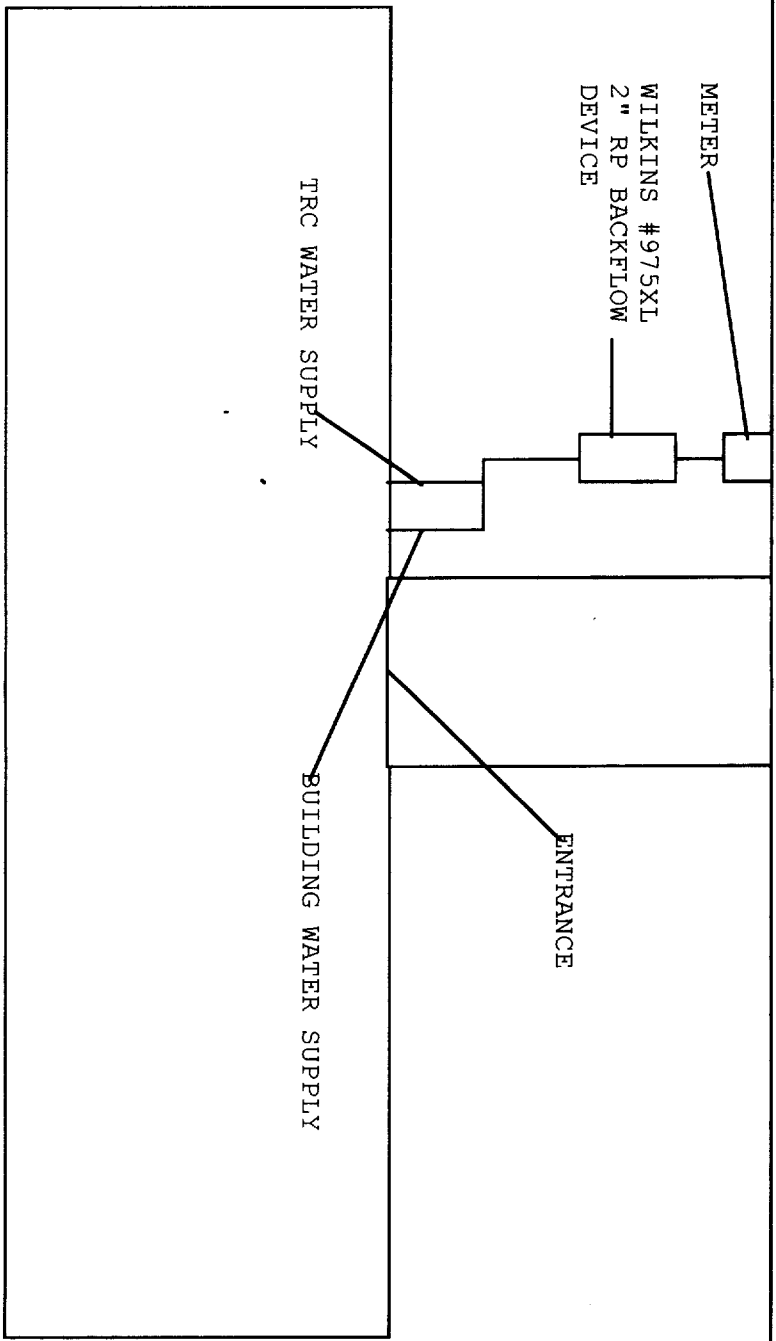 METER
WILKINS #975XL
2" RP BACKFLOW
DEVICE
TRC WATER SUPPLY
ENTRANCE
BUILDING WATER SUPPLY